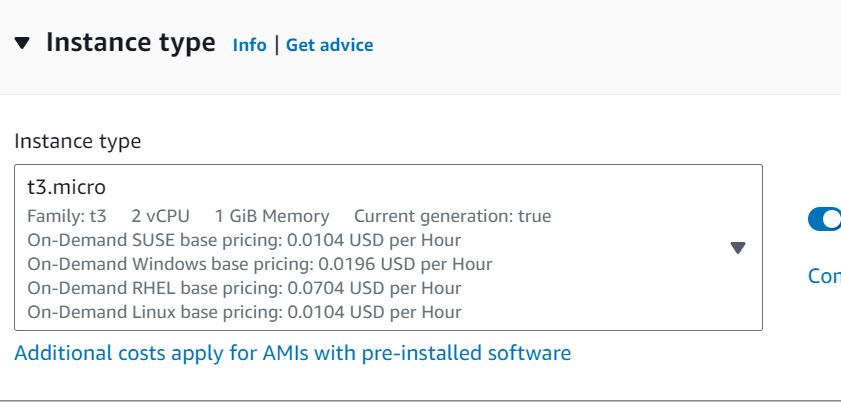 Instance type Info | Get advice
Instance type
t3.micro
Family: t3 2 vCPU 1 GiB Memory Current generation: true
On-Demand SUSE base pricing: 0.0104 USD per Hour
On-Demand Windows base pricing: 0.0196 USD per Hour
On-Demand RHEL base pricing: 0.0704 USD per Hour
On-Demand Linux base pricing: 0.0104 USD per Hour
Additional costs apply for AMIs with pre-installed software